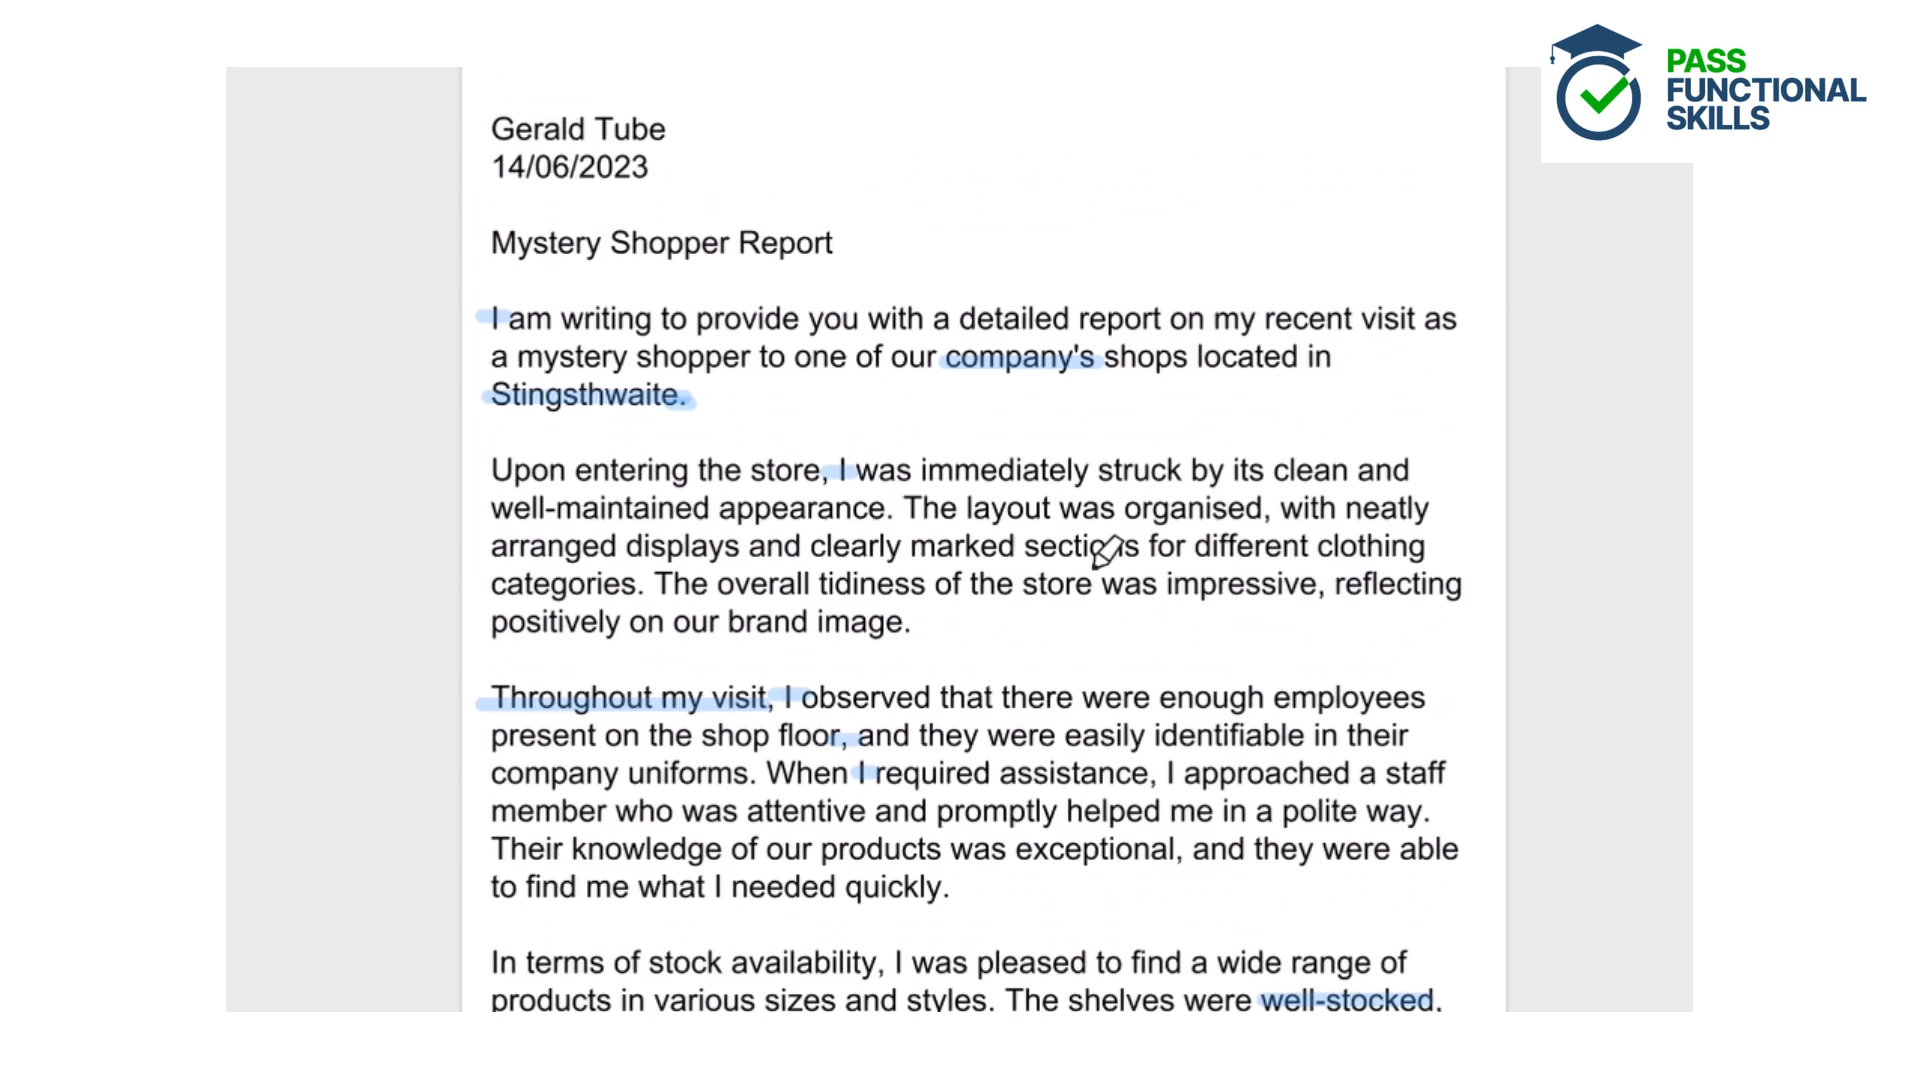 PASS
FUNCTIONAL
SKILLS
Gerald Tube
14/06/2023
Mystery Shopper Report
I am writing to provide you with a detailed report on my recent visit as
a mystery shopper to one of our company's shops located in
Stingsthwaite.
Upon entering the store, I was immediately struck by its clean and
well-maintained appearance. The layout was organised, with neatly
arranged displays and clearly marked sections for different clothing
categories. The overall tidiness of the store was impressive, reflecting
positively on our brand image.
Throughout my visit, I observed that there were enough employees
present on the shop floor, and they were easily identifiable in their
company uniforms. When I required assistance, I approached a staff
member who was attentive and promptly helped me in a polite way.
Their knowledge of our products was exceptional, and they were able
to find me what I needed quickly.
In terms of stock availability, I was pleased to find a wide range of
products in various sizes and styles. The shelves were well-stocked,